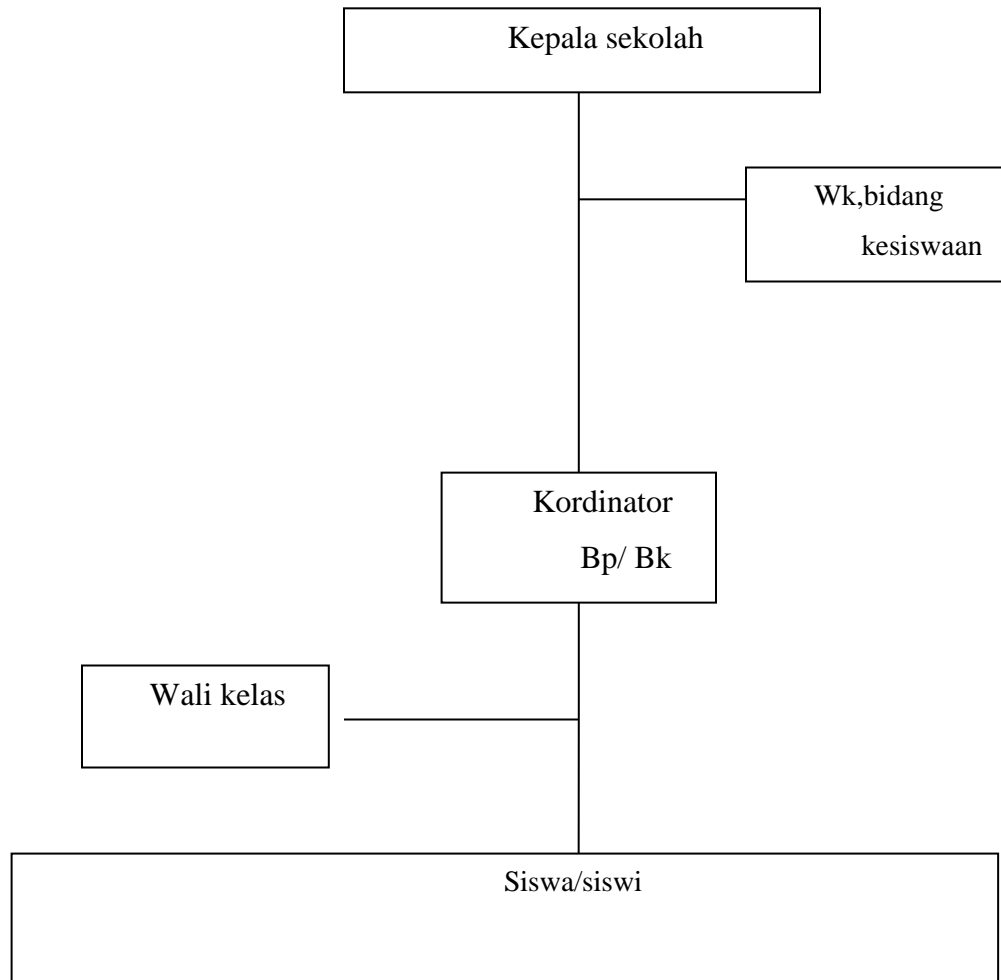 Kepala sekolah
Wk,bidang
kesiswaan
Kordinator
Bp/ Bk
Wali kelas
Siswa/siswi